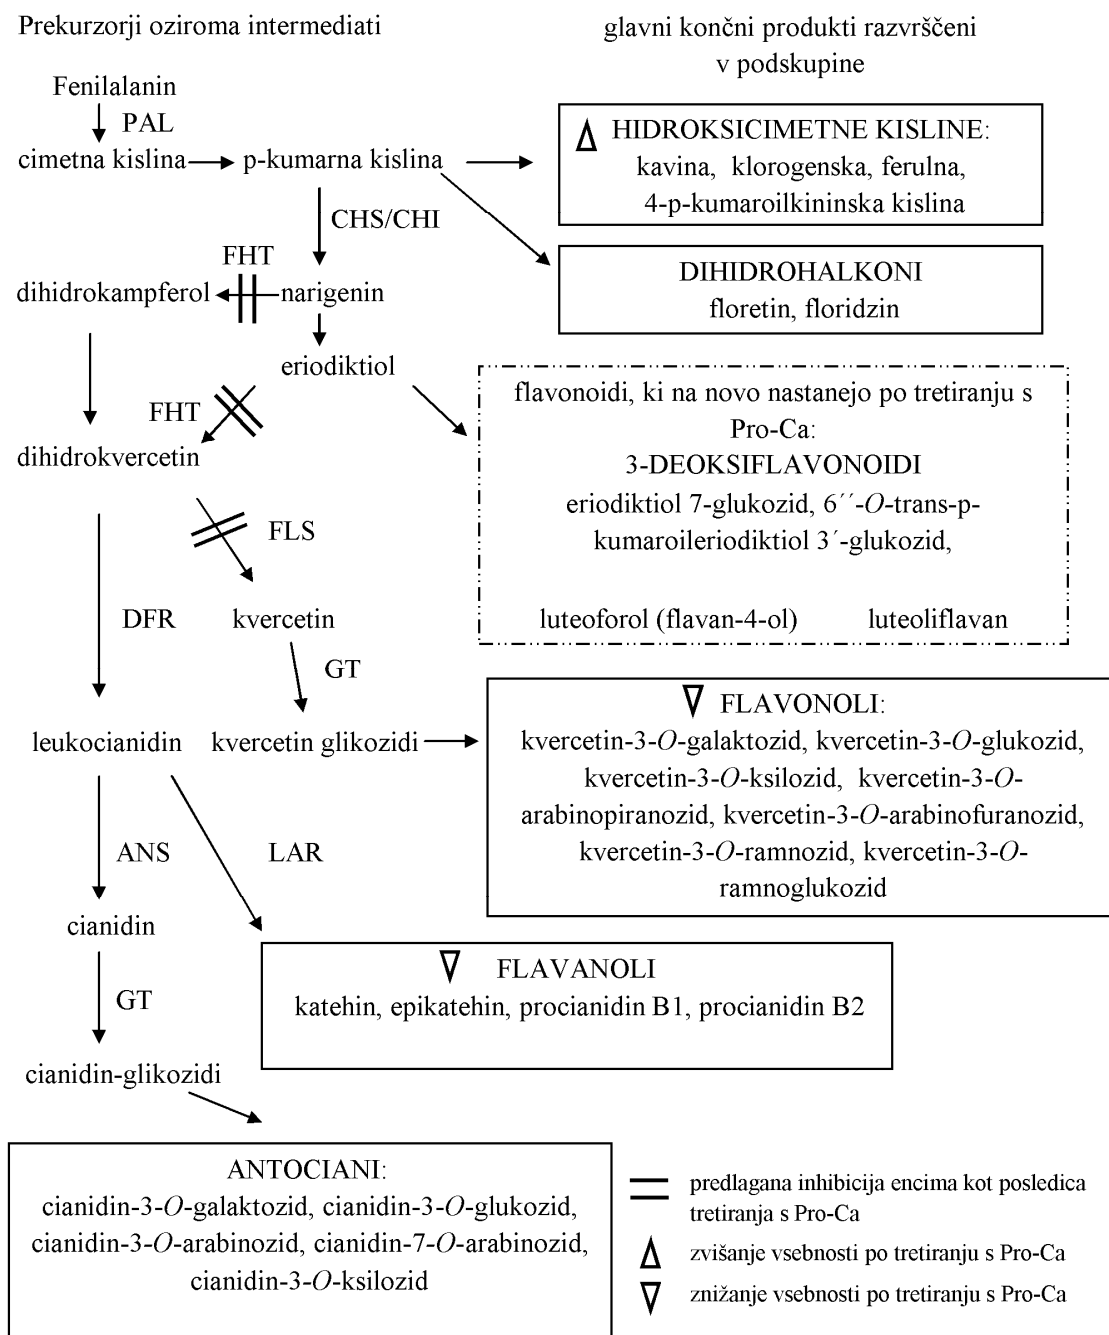 Prekurzorji oziroma intermediati
glavni končni produkti razvrščeni
v podskupine
Fenilalanin
PAL
cimetna kislina
p-kumarna kislina
HIDROKSICIMETNE KISLINE:
kavina, klorogenska, ferulna,
4-p-kumaroilkininska kislina
CHS/CHI
DIHIDROHALKONI
floretin, floridzin
FHT
dihidrokampferol
narigenin
eriodiktiol
FHT
dihidrokvercetin
flavonoidi, ki na novo nastanejo po tretiranju s
Pro-Ca:
3-DEOKSIFLAVONOIDI
eriodiktiol 7-glukozid, 6´´-O-trans-p-
kumaroileriodiktiol 3´-glukozid,
luteoforol (flavan-4-ol) luteoliflavan
FLS
DFR
kvercetin
GT
leukocianidin
kvercetin glikozidi
FLAVONOLI:
kvercetin-3-O-galaktozid, kvercetin-3-O-glukozid,
kvercetin-3-O-ksilozid, kvercetin-3-O-
arabinopiranozid, kvercetin-3-O-arabinofuranozid,
kvercetin-3-O-ramnozid, kvercetin-3-O-
ramnoglukozid
ANS
LAR
cianidin
FLAVANOLI
katehin, epikatehin, procianidin B1, procianidin B2
GT
cianidin-glikozidi
ANTOCIANI:
cianidin-3-O-galaktozid, cianidin-3-O-glukozid,
cianidin-3-O-arabinozid, cianidin-7-O-arabinozid,
cianidin-3-O-ksilozid
predlagana inhibicija encima kot posledica
tretiranja s Pro-Ca
zvišanje vsebnosti po tretiranju s Pro-Ca
znižanje vsebnosti po tretiranju s Pro-Ca